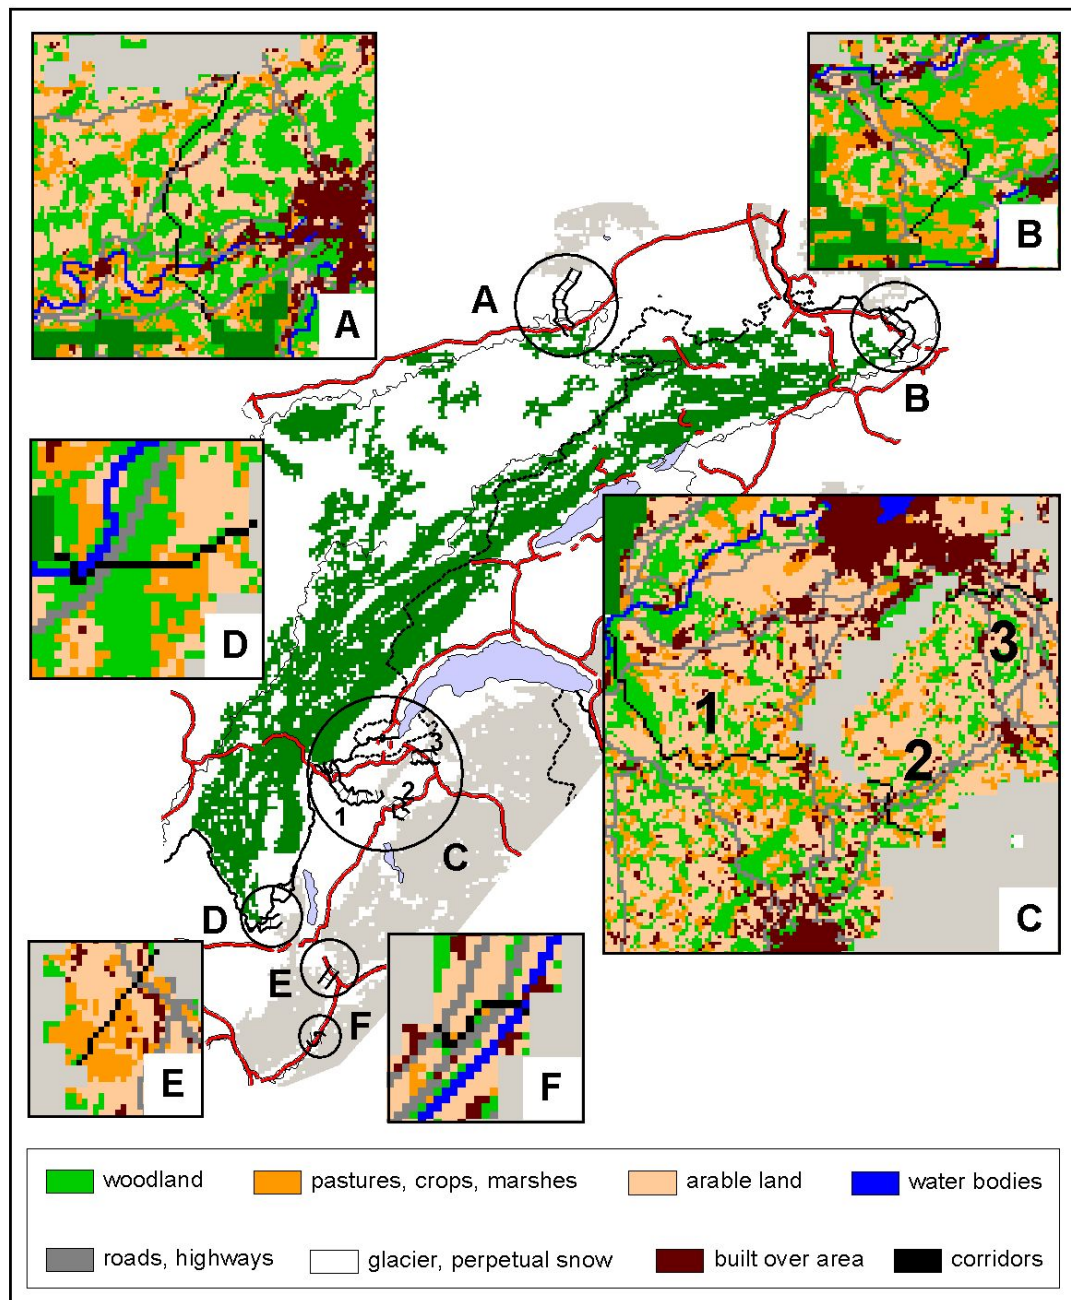 A
B
A
B
D
C
1
2
3
1
2
3
C
D
E
F
E
F
woodland
pastures, crops, marshes
arable land
water bodies
roads, highways
glacier, perpetual snow
built over area
corridors